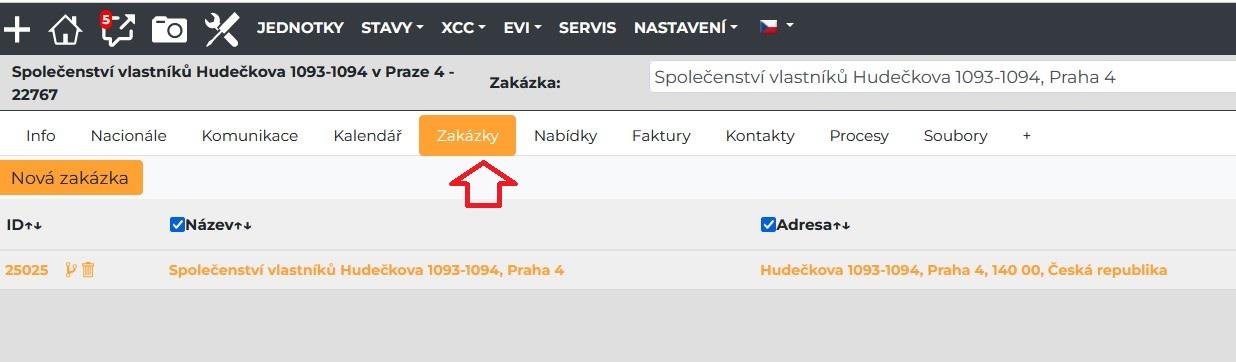 5 JEDNOTKY STAVY XCC EVI SERVIS NASTAVENÍ
Společenství vlastníků Hudečkova 1093-1094 v Praze 4 -
22767
Zakázka:
Společenství vlastníků Hudečkova 1093-1094, Praha 4
Info Nacionále Komunikace Kalendář Zakázky Nabídky Faktury Kontakty Procesy Soubory +
Nová zakázka
ID↑↓ Název↑↓ Adresa↑↓
25025 Společenství vlastníků Hudečkova 1093-1094, Praha 4 Hudečkova 1093-1094, Praha 4, 140 00, Česká republika